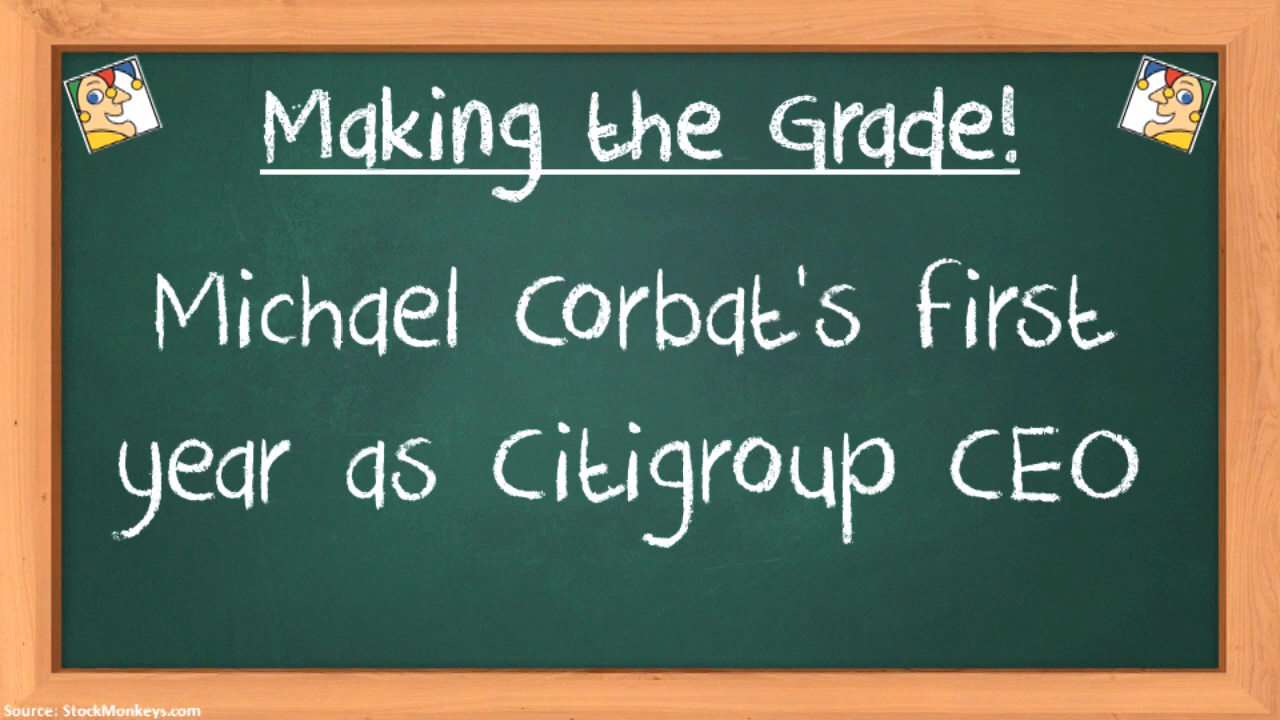 Making the Grade!
Michael Corbat's first
year as Citigroup CEO
Source: StockMonkeys.com